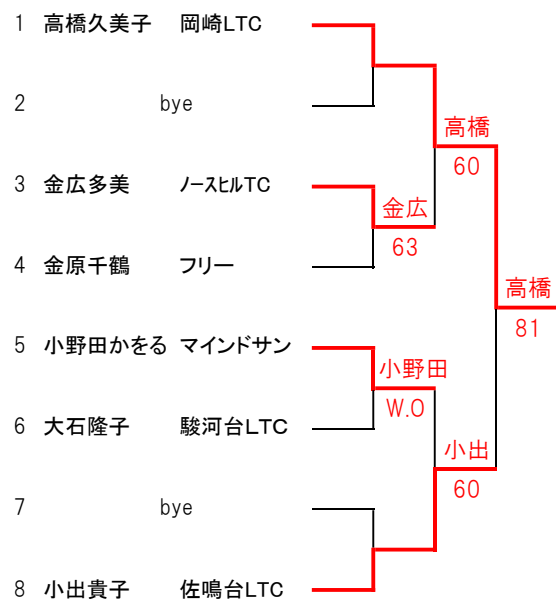 1 高橋久美子 岡崎LTC
2 bye
高橋
60
3 金広多美 ノースヒルTC
金広
63
4 金原千鶴 フリー
高橋
81
5 小野田かをる マインドサン
小野田
W.O
6 大石隆子 駿河台LTC
小出
60
7 bye
8 小出貴子 佐鳴台LTC